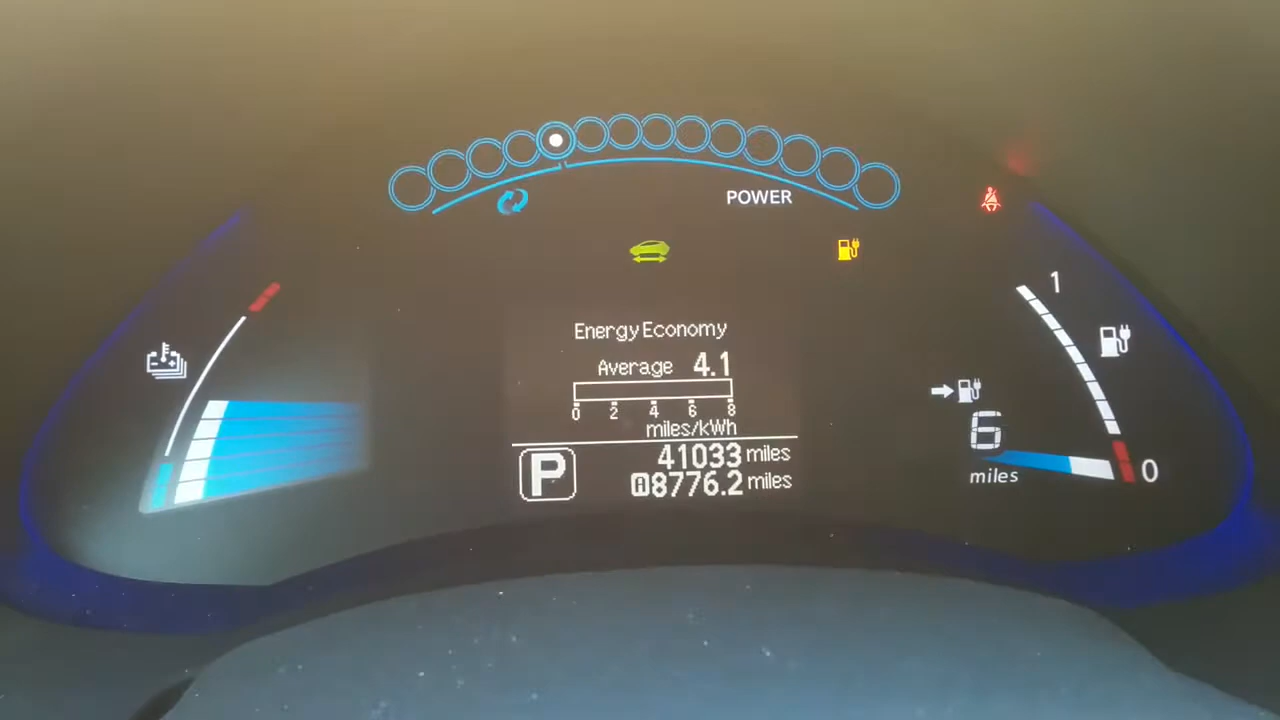 POWER
1
Energy Economy
Average 4.1
0 2 4 6 8
miles/kWh
6
miles
0
P
41033 miles
A 8776.2 miles